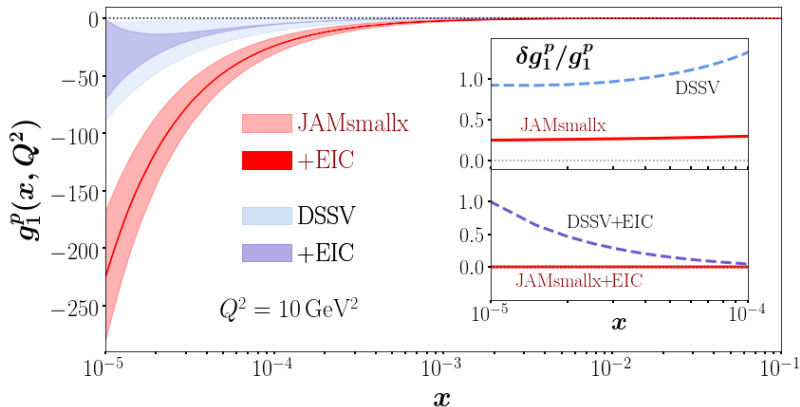 0
−50
−100
−150
−200
−250
g₁ᵖ(x, Q²)
JAMsmallx
+EIC
DSSV
+EIC
Q² = 10 GeV²
10⁻⁵
10⁻⁴
10⁻³
10⁻²
10⁻¹
x
δg₁ᵖ/g₁ᵖ
1.0
0.5
0.0
DSSV
JAMsmallx
1.0
0.5
0.0
DSSV+EIC
JAMsmallx+EIC
10⁻⁵
x
10⁻⁴